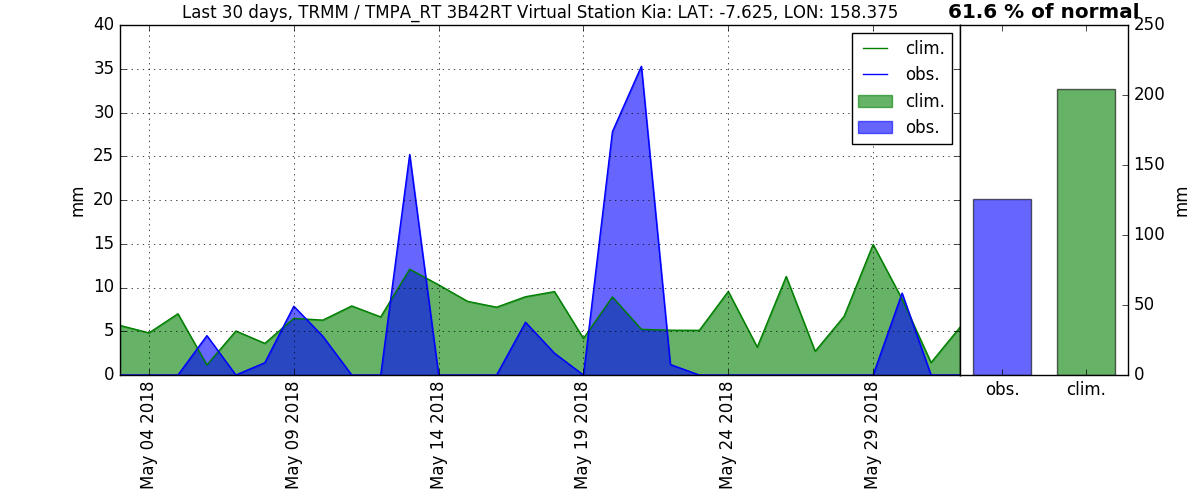 Last 30 days, TRMM / TMPA_RT 3B42RT Virtual Station Kia: LAT: -7.625, LON: 158.375
61.6 % of normal
40
35
30
25
20
15
10
5
0
mm
clim.
obs.
clim.
obs.
May 04 2018
May 09 2018
May 14 2018
May 19 2018
May 24 2018
May 29 2018
250
200
150
100
50
0
mm
obs.
clim.